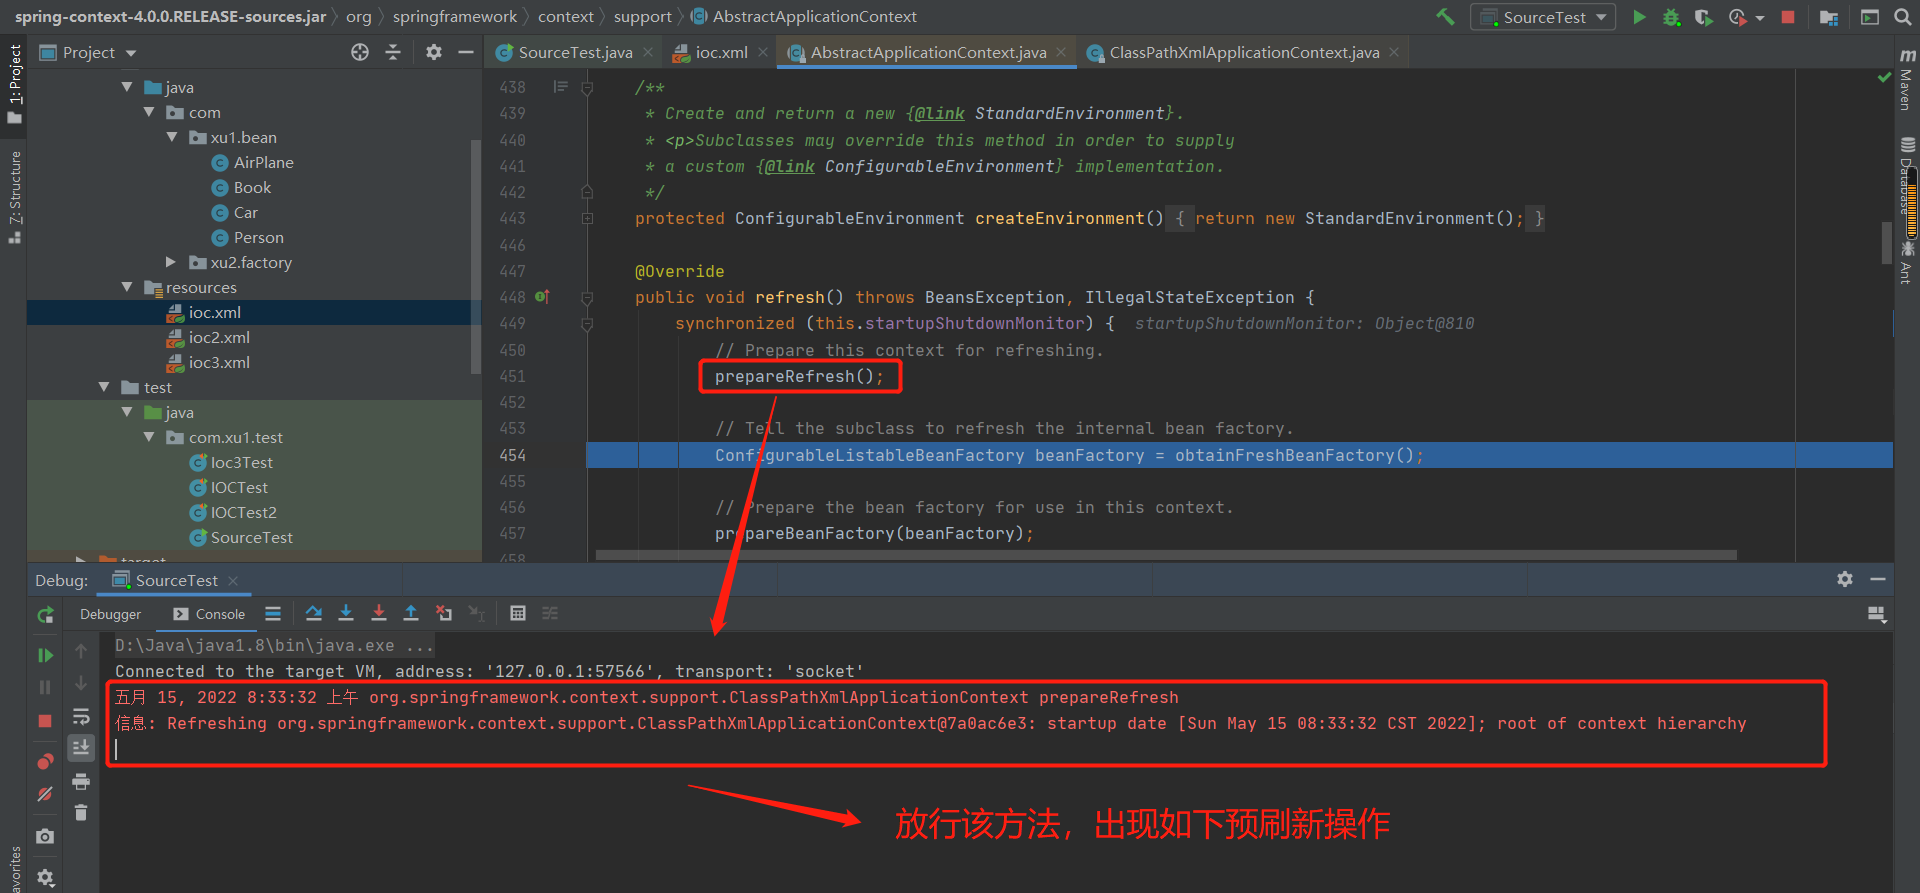 spring-context-4.0.0.RELEASE-sources.jar org springframework context support AbstractApplicationContext
SourceTest
1: Project
Project
SourceTest.java
ioc.xml
AbstractApplicationContext.java
ClassPathXmlApplicationContext.java
java
com
xu1.bean
AirPlane
Book
Car
Person
xu2.factory
resources
ioc.xml
ioc2.xml
ioc3.xml
test
java
com.xu1.test
Ioc3Test
IOCTest
IOCTest2
SourceTest
target
7: Structure
438 /**
439 * Create and return a new {@link StandardEnvironment}.
440 * <p>Subclasses may override this method in order to supply
441 * a custom {@link ConfigurableEnvironment} implementation.
442 */
443 protected ConfigurableEnvironment createEnvironment() { return new StandardEnvironment(); }
446
447 @Override
448 public void refresh() throws BeansException, IllegalStateException {
449 synchronized (this.startupShutdownMonitor) { startupShutdownMonitor: Object@810
450 // Prepare this context for refreshing.
451 prepareRefresh();
452
453 // Tell the subclass to refresh the internal bean factory.
454 ConfigurableListableBeanFactory beanFactory = obtainFreshBeanFactory();
455
456 // Prepare the bean factory for use in this context.
457 prepareBeanFactory(beanFactory);
458
Maven
Database
Ant
Debug: SourceTest
Debugger Console
D:\Java\java1.8\bin\java.exe ...
Connected to the target VM, address: '127.0.0.1:57566', transport: 'socket'
五月 15, 2022 8:33:32 上午 org.springframework.context.support.ClassPathXmlApplicationContext prepareRefresh
信息: Refreshing org.springframework.context.support.ClassPathXmlApplicationContext@7a0ac6e3: startup date [Sun May 15 08:33:32 CST 2022]; root of context hierarchy
放行该方法，出现如下预刷新操作
avorites